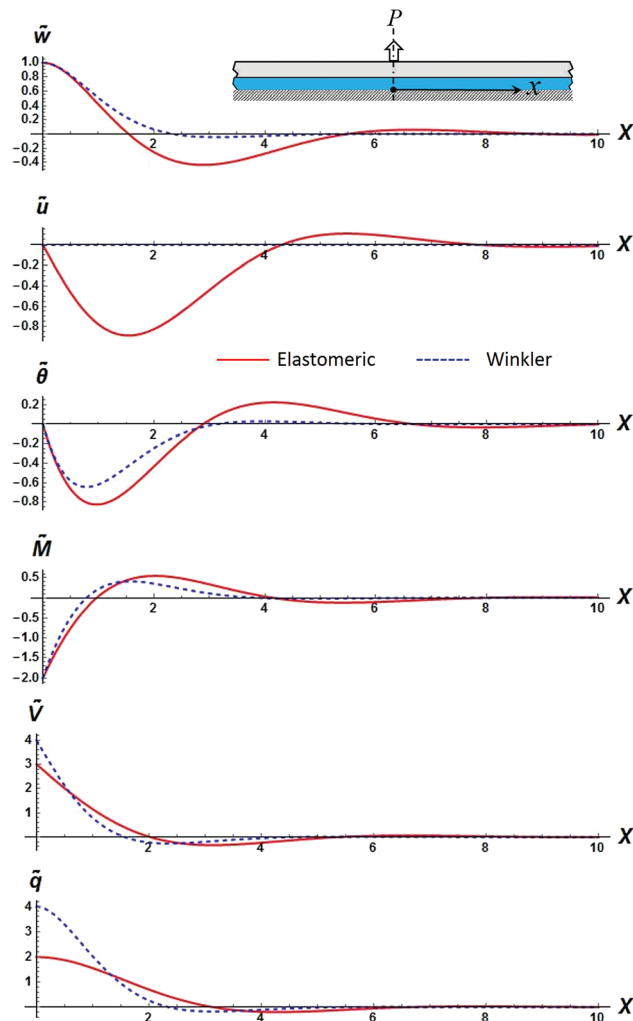 P
x
w̃
1.0
0.8
0.6
0.4
0.2
-0.2
-0.4
2 4 6 8 10 X
ũ
-0.2
-0.4
-0.6
-0.8
2 4 6 8 10 X
Elastomeric Winkler
θ̃
0.2
-0.2
-0.4
-0.6
-0.8
2 4 6 8 10 X
M̃
0.5
-0.5
-1.0
-1.5
-2.0
2 4 6 8 10 X
Ṽ
4
3
2
1
2 4 6 8 10 X
q̃
4
3
2
1
2 4 6 8 10 X